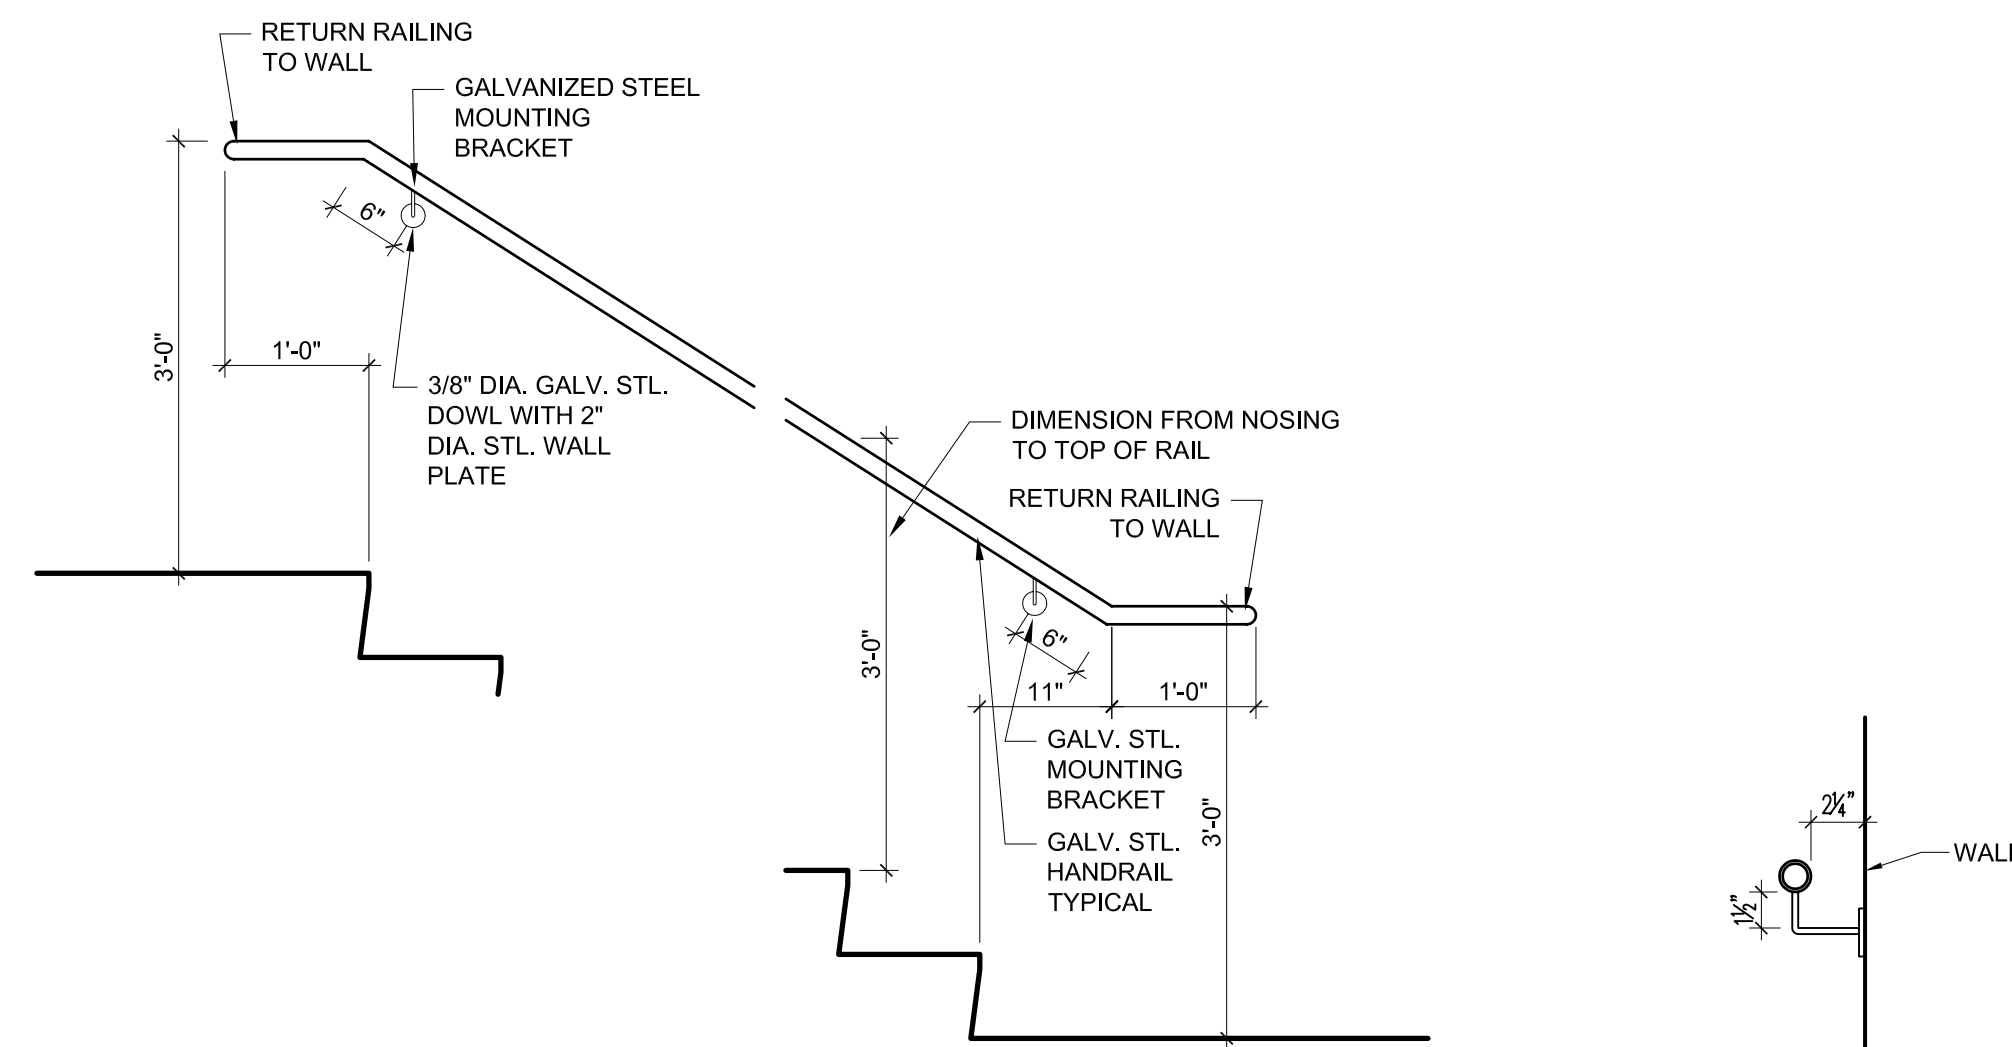 RETURN RAILING
TO WALL
GALVANIZED STEEL
MOUNTING
BRACKET
6"
3'-0"
1'-0"
3/8" DIA. GALV. STL.
DOWL WITH 2"
DIA. STL. WALL
PLATE
DIMENSION FROM NOSING
TO TOP OF RAIL
RETURN RAILING
TO WALL
3'-0"
6"
11"
1'-0"
GALV. STL.
MOUNTING
BRACKET
3'-0"
GALV. STL.
HANDRAIL
TYPICAL
2¼"
WALL
1½"